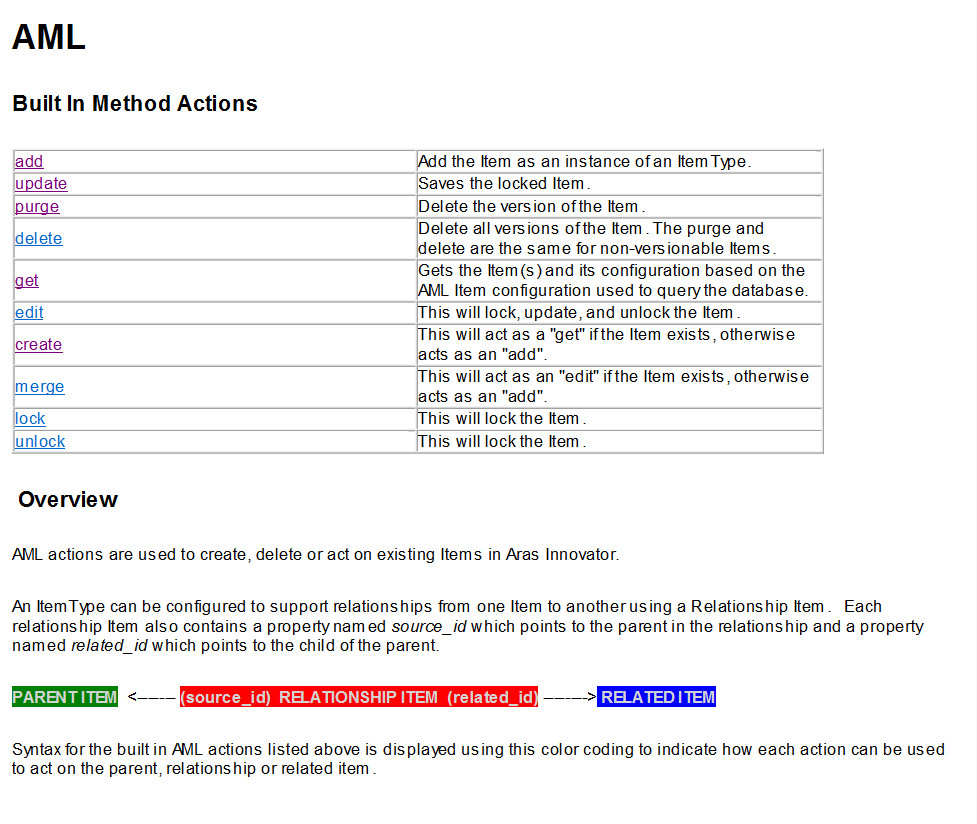 AML
Built In Method Actions
add Add the Item as an instance of an ItemType.
update Saves the locked Item.
purge Delete the version of the Item.
delete Delete all versions of the Item. The purge and
delete are the same for non-versionable Items.
get Gets the Item(s) and its configuration based on the
AML Item configuration used to query the database.
edit This will lock, update, and unlock the Item.
create This will act as a "get" if the Item exists, otherwise
acts as an "add".
merge This will act as an "edit" if the Item exists, otherwise
acts as an "add".
lock This will lock the Item.
unlock This will lock the Item.
Overview
AML actions are used to create, delete or act on existing Items in Aras Innovator.
An ItemType can be configured to support relationships from one Item to another using a Relationship Item. Each
relationship Item also contains a property named source_id which points to the parent in the relationship and a property
named related_id which points to the child of the parent.
PARENT ITEM <------- (source_id) RELATIONSHIP ITEM (related_id) -------> RELATED ITEM
Syntax for the built in AML actions listed above is displayed using this color coding to indicate how each action can be used
to act on the parent, relationship or related item.